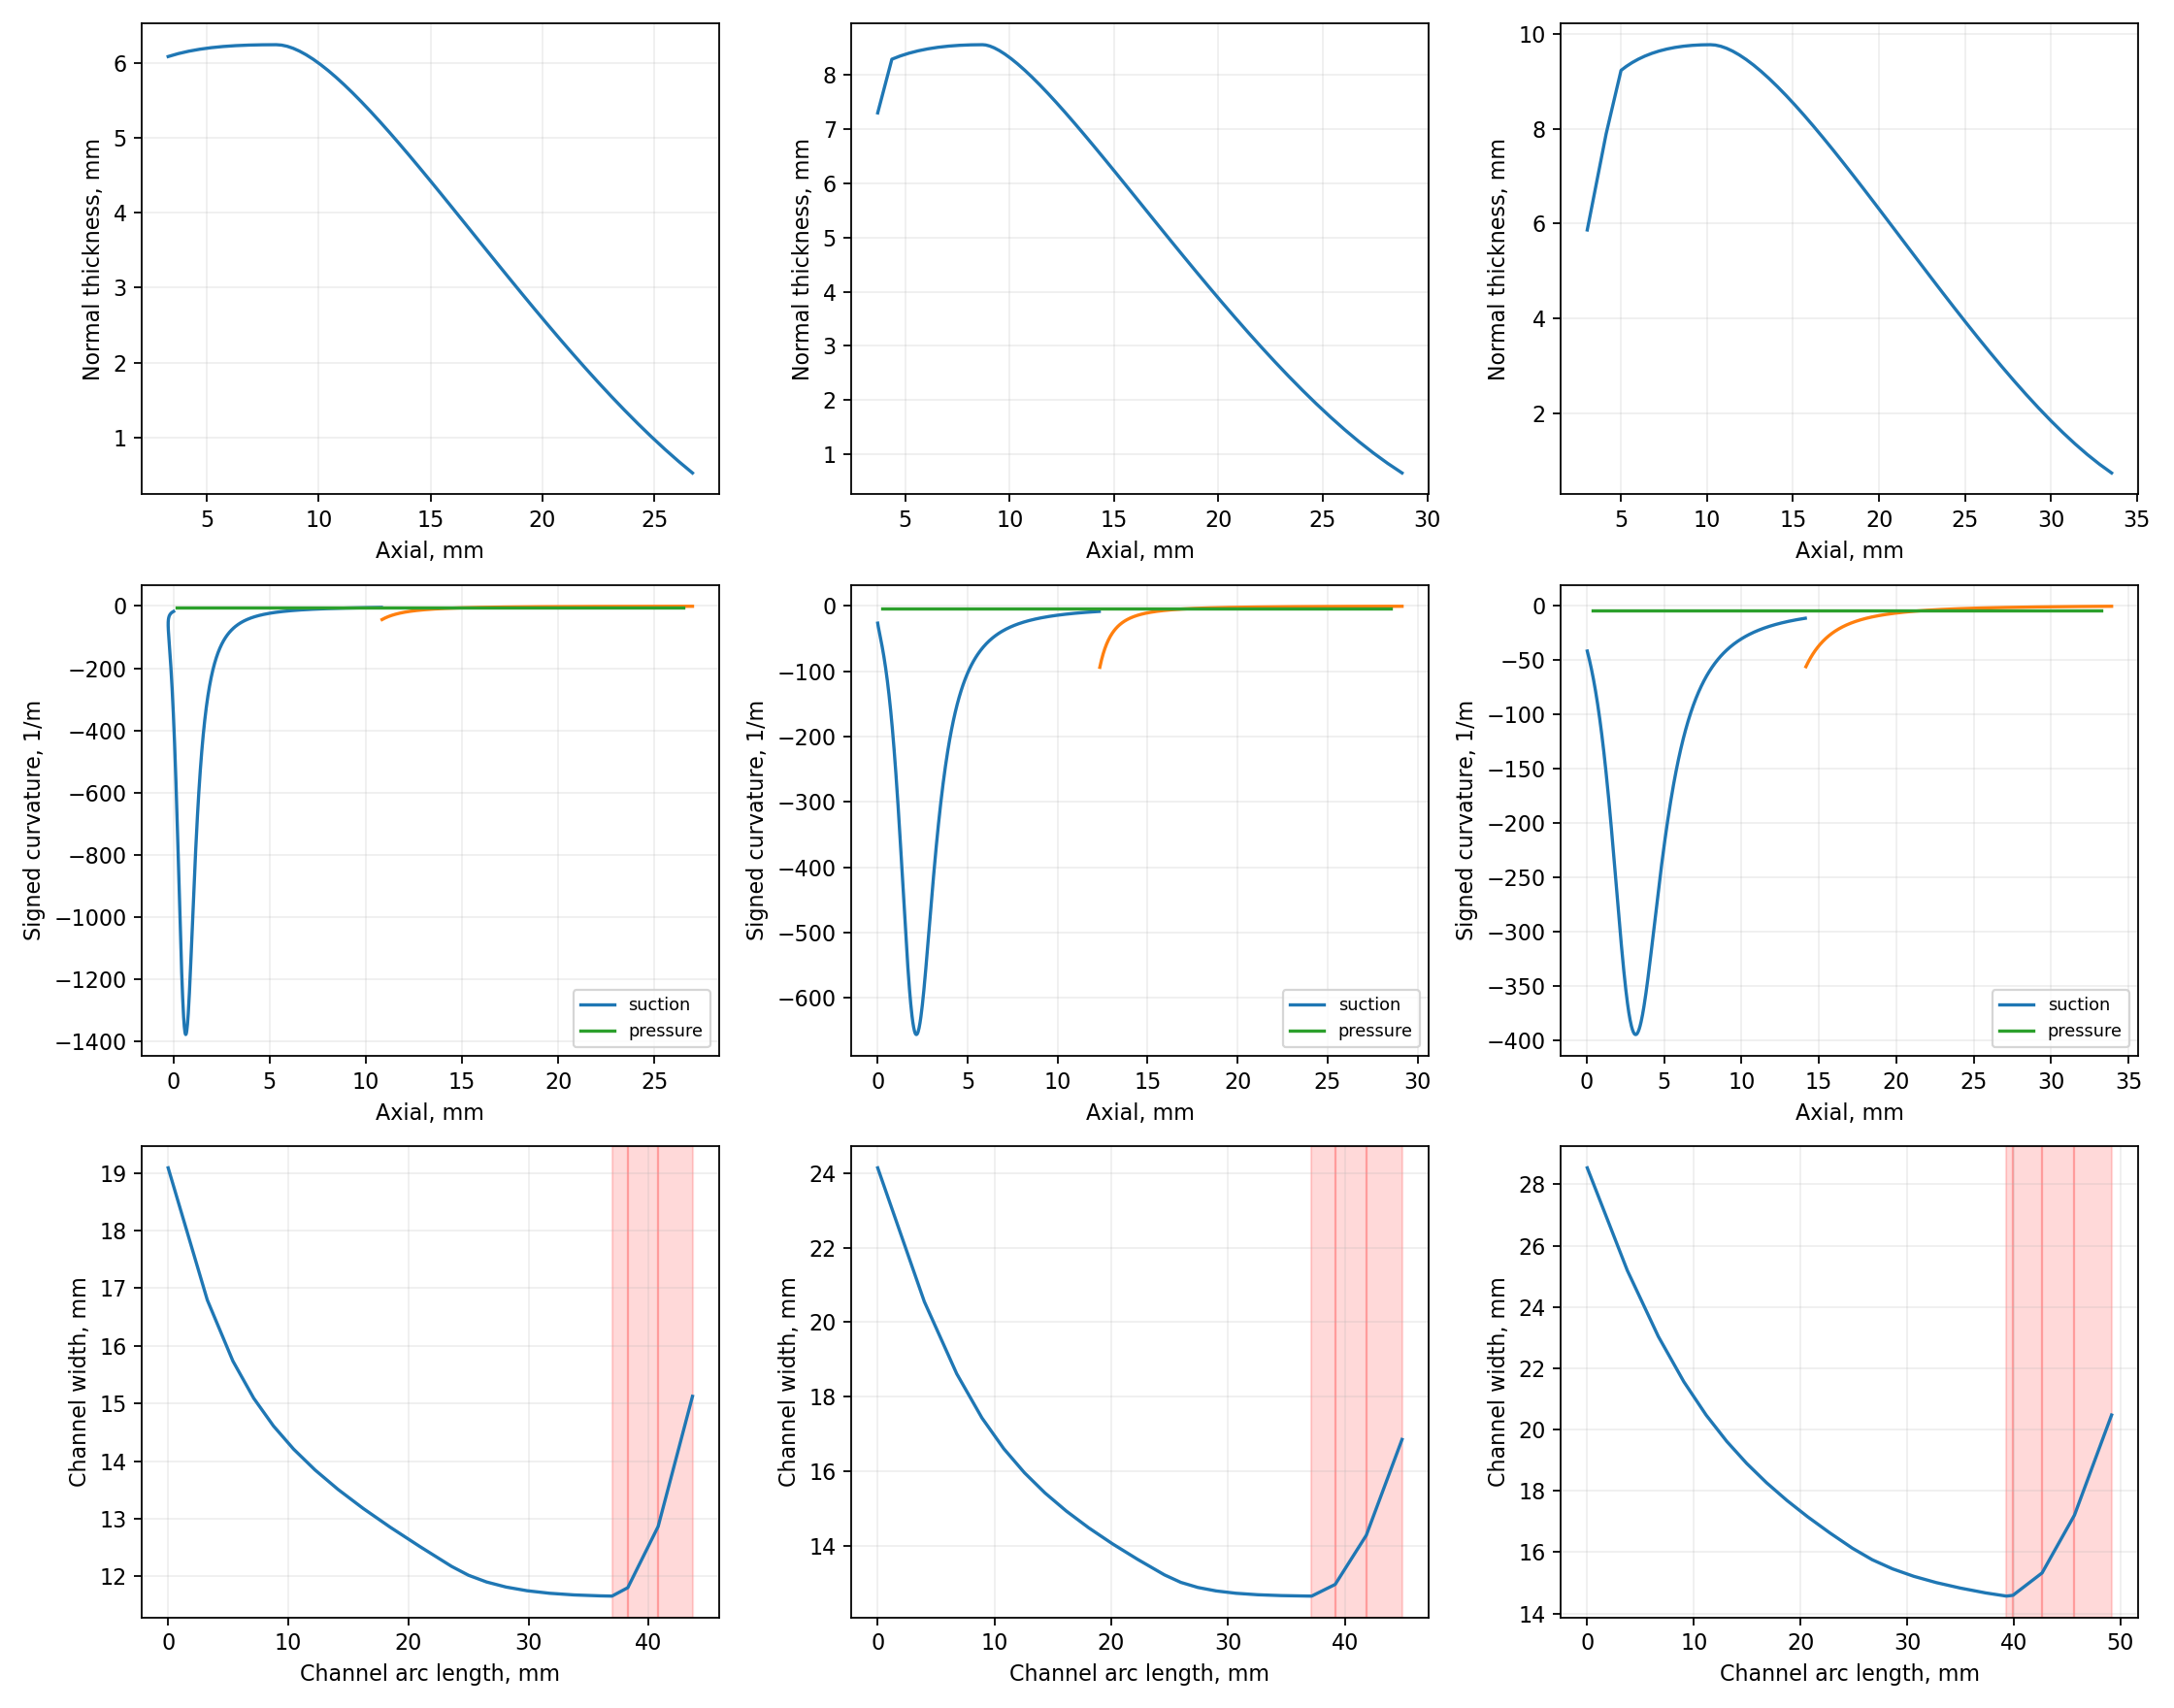 Normal thickness, mm
6
5
4
3
2
1
5 10 15 20 25
Axial, mm
Normal thickness, mm
8
7
6
5
4
3
2
1
5 10 15 20 25 30
Axial, mm
Normal thickness, mm
10
8
6
4
2
5 10 15 20 25 30 35
Axial, mm
Signed curvature, 1/m
0
−200
−400
−600
−800
−1000
−1200
−1400
suction
pressure
0 5 10 15 20 25
Axial, mm
Signed curvature, 1/m
0
−100
−200
−300
−400
−500
−600
suction
pressure
0 5 10 15 20 25 30
Axial, mm
Signed curvature, 1/m
0
−50
−100
−150
−200
−250
−300
−350
−400
suction
pressure
0 5 10 15 20 25 30 35
Axial, mm
Channel width, mm
19
18
17
16
15
14
13
12
0 10 20 30 40
Channel arc length, mm
Channel width, mm
24
22
20
18
16
14
0 10 20 30 40
Channel arc length, mm
Channel width, mm
28
26
24
22
20
18
16
14
0 10 20 30 40 50
Channel arc length, mm